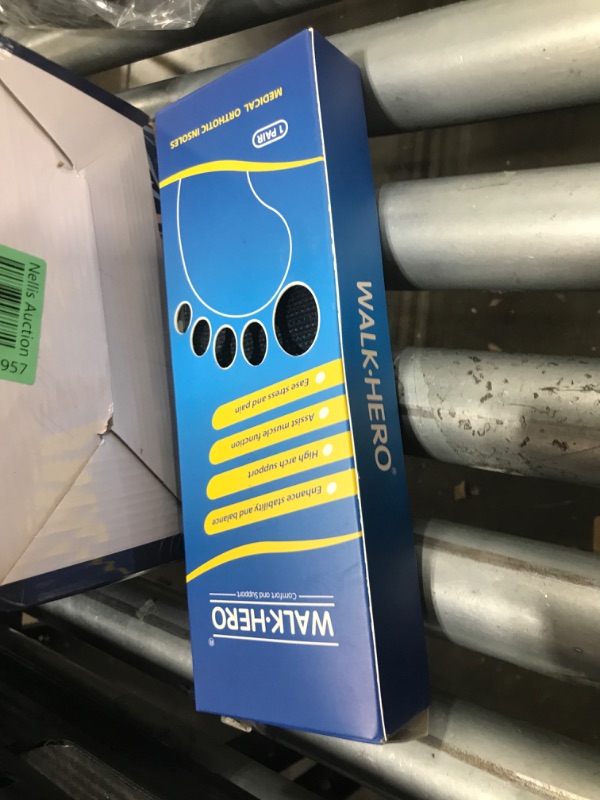 WALK·HERO®
Comfort and Support
Enhance stability and balance
High arch support
Assist muscle function
Ease stress and pain
1 PAIR
MEDICAL ORTHOTIC INSOLES
WALK·HERO®
Nellis Auction
957